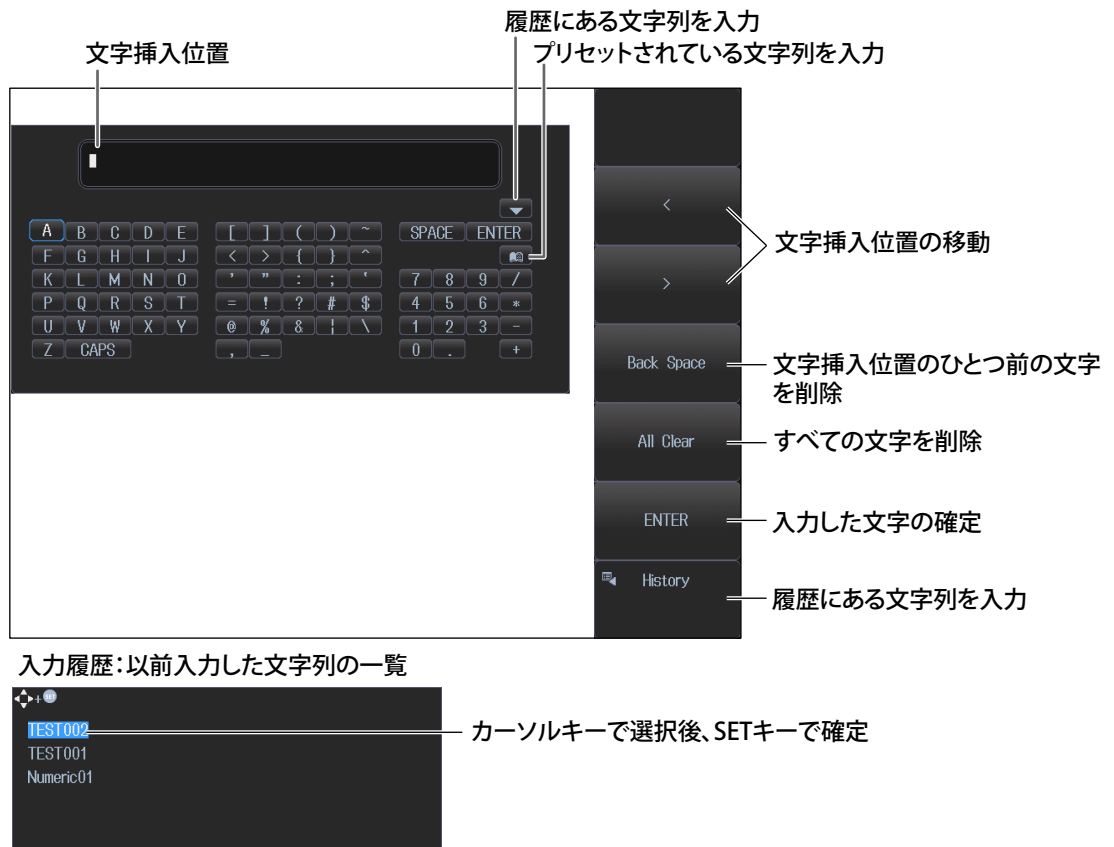 履歴にある文字列を入力
文字挿入位置
プリセットされている文字列を入力
A B C D E [ ] ( ) ~ SPACE ENTER
F G H I J < > { } ^
K L M N O ' " : ; ` 7 8 9 /
P Q R S T = ! ? # $ 4 5 6 *
U V W X Y @ % & ¦ \ 1 2 3 -
Z CAPS , _ 0 . +
<
>
文字挿入位置の移動
Back Space
文字挿入位置のひとつ前の文字
を削除
All Clear
すべての文字を削除
ENTER
入力した文字の確定
History
履歴にある文字列を入力
入力履歴：以前入力した文字列の一覧
+ SET
TEST002
カーソルキーで選択後、SETキーで確定
TEST001
Numeric01